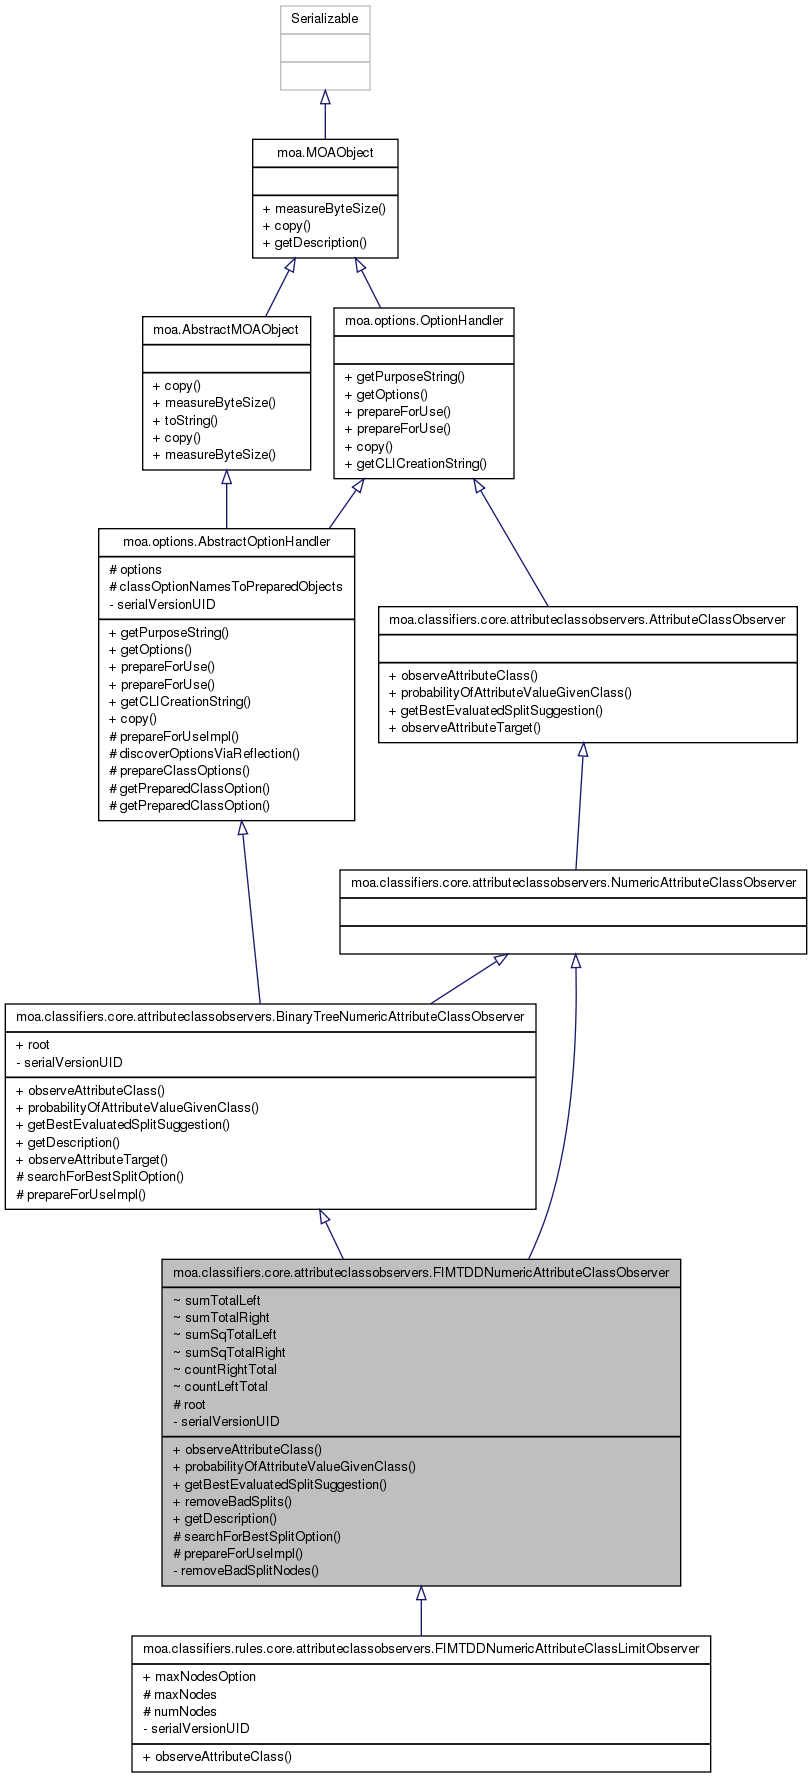 Serializable
moa.MOAObject
+ measureByteSize()
+ copy()
+ getDescription()
moa.AbstractMOAObject
+ copy()
+ measureByteSize()
+ toString()
+ copy()
+ measureByteSize()
moa.options.OptionHandler
+ getPurposeString()
+ getOptions()
+ prepareForUse()
+ prepareForUse()
+ copy()
+ getCLICreationString()
moa.options.AbstractOptionHandler
# options
# classOptionNamesToPreparedObjects
- serialVersionUID
+ getPurposeString()
+ getOptions()
+ prepareForUse()
+ prepareForUse()
+ getCLICreationString()
+ copy()
# prepareForUseImpl()
# discoverOptionsViaReflection()
# prepareClassOptions()
# getPreparedClassOption()
# getPreparedClassOption()
moa.classifiers.core.attributeclassobservers.AttributeClassObserver
+ observeAttributeClass()
+ probabilityOfAttributeValueGivenClass()
+ getBestEvaluatedSplitSuggestion()
+ observeAttributeTarget()
moa.classifiers.core.attributeclassobservers.NumericAttributeClassObserver
moa.classifiers.core.attributeclassobservers.BinaryTreeNumericAttributeClassObserver
+ root
- serialVersionUID
+ observeAttributeClass()
+ probabilityOfAttributeValueGivenClass()
+ getBestEvaluatedSplitSuggestion()
+ getDescription()
+ observeAttributeTarget()
# searchForBestSplitOption()
# prepareForUseImpl()
moa.classifiers.core.attributeclassobservers.FIMTDDNumericAttributeClassObserver
~ sumTotalLeft
~ sumTotalRight
~ sumSqTotalLeft
~ sumSqTotalRight
~ countRightTotal
~ countLeftTotal
# root
- serialVersionUID
+ observeAttributeClass()
+ probabilityOfAttributeValueGivenClass()
+ getBestEvaluatedSplitSuggestion()
+ removeBadSplits()
+ getDescription()
# searchForBestSplitOption()
# prepareForUseImpl()
- removeBadSplitNodes()
moa.classifiers.rules.core.attributeclassobservers.FIMTDDNumericAttributeClassLimitObserver
+ maxNodesOption
# maxNodes
# numNodes
- serialVersionUID
+ observeAttributeClass()